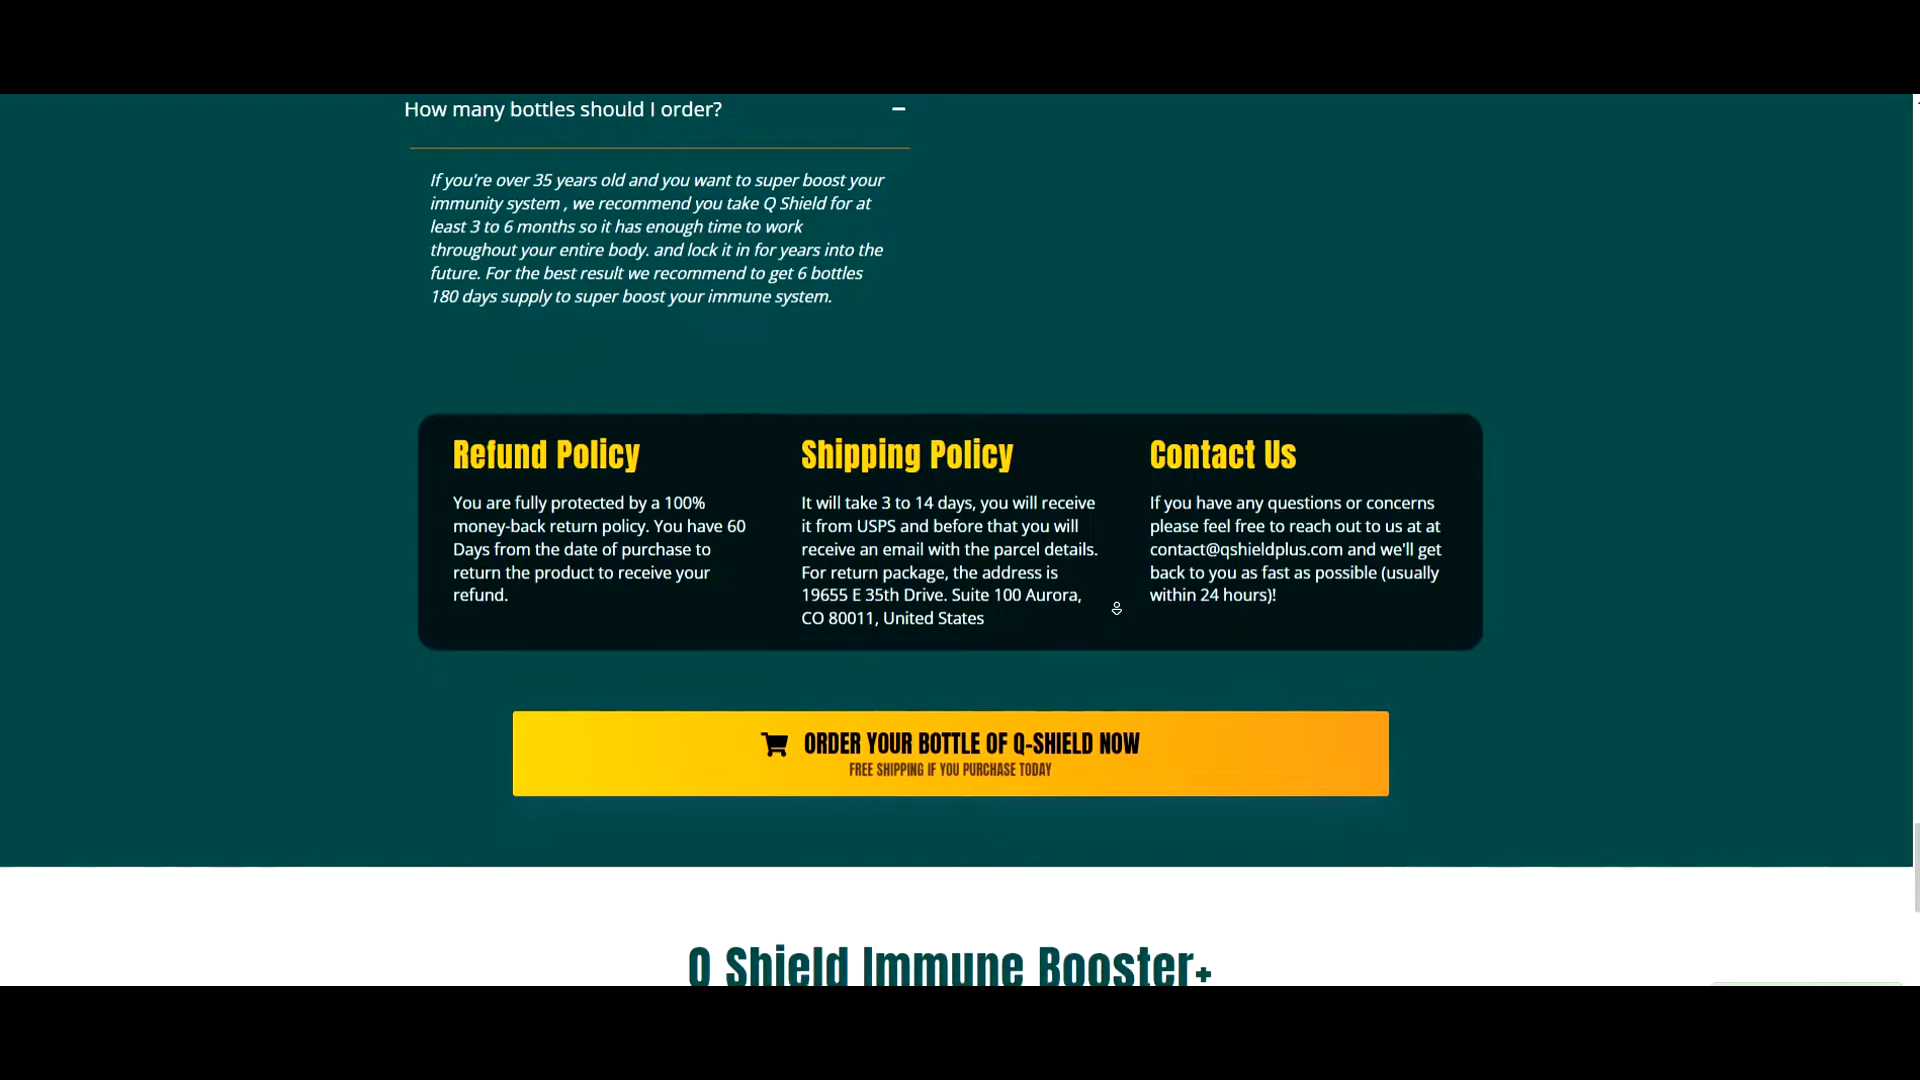 How many bottles should I order?
If you're over 35 years old and you want to super boost your
immunity system , we recommend you take Q Shield for at
least 3 to 6 months so it has enough time to work
throughout your entire body. and lock it in for years into the
future. For the best result we recommend to get 6 bottles
180 days supply to super boost your immune system.
Refund Policy
You are fully protected by a 100%
money-back return policy. You have 60
Days from the date of purchase to
return the product to receive your
refund.
Shipping Policy
It will take 3 to 14 days, you will receive
it from USPS and before that you will
receive an email with the parcel details.
For return package, the address is
19655 E 35th Drive. Suite 100 Aurora,
CO 80011, United States
Contact Us
If you have any questions or concerns
please feel free to reach out to us at at
contact@qshieldplus.com and we'll get
back to you as fast as possible (usually
within 24 hours)!
ORDER YOUR BOTTLE OF Q-SHIELD NOW
FREE SHIPPING IF YOU PURCHASE TODAY
Q Shield Immune Booster+